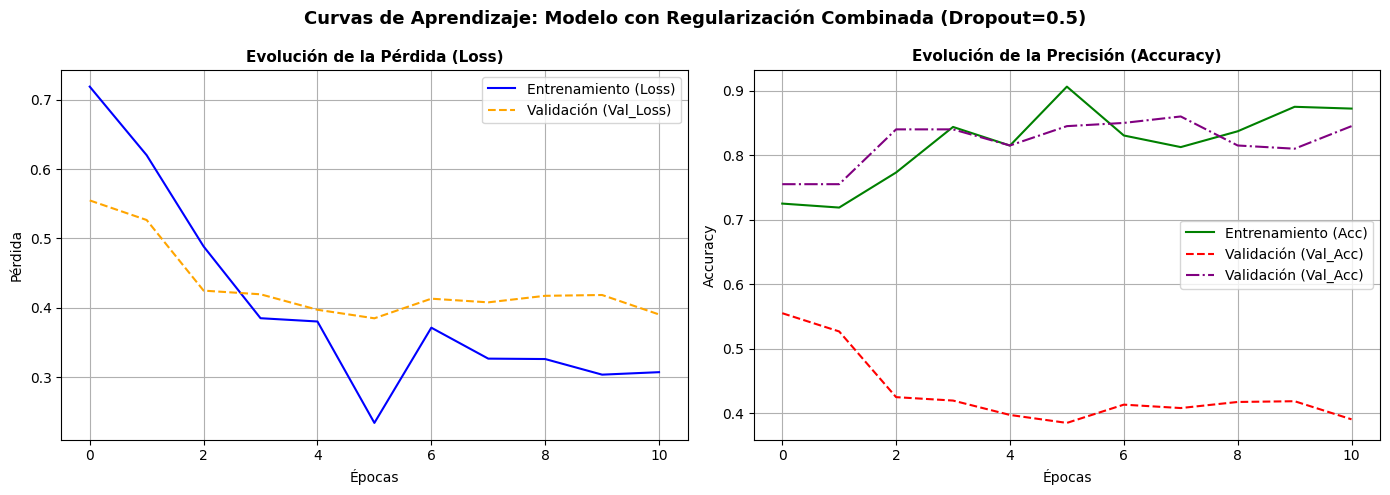 Curvas de Aprendizaje: Modelo con Regularización Combinada (Dropout=0.5)
Evolución de la Pérdida (Loss)
Entrenamiento (Loss)
Validación (Val_Loss)
Pérdida
0.7
0.6
0.5
0.4
0.3
0 2 4 6 8 10
Épocas
Evolución de la Precisión (Accuracy)
Entrenamiento (Acc)
Validación (Val_Acc)
Validación (Val_Acc)
Accuracy
0.9
0.8
0.7
0.6
0.5
0.4
0 2 4 6 8 10
Épocas